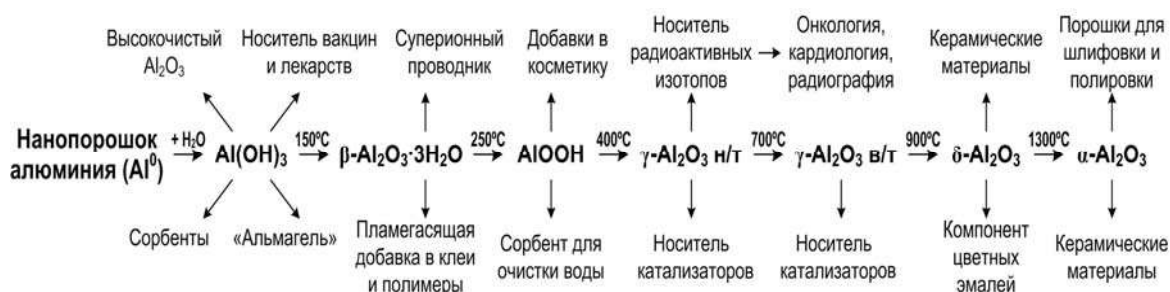 Высокочистый
Al₂O₃
Носитель вакцин
и лекарств
Суперионный
проводник
Добавки в
косметику
Носитель
радиоактивных
изотопов
Онкология,
кардиология,
радиография
Керамические
материалы
Порошки для
шлифовки и
полировки
Нанопорошок
алюминия (Al⁰)
+ H₂O
Al(OH)₃
150ºC
β-Al₂O₃·3H₂O
250ºC
AlOOH
400ºC
γ-Al₂O₃ н/т
700ºC
γ-Al₂O₃ в/т
900ºC
δ-Al₂O₃
1300ºC
α-Al₂O₃
Сорбенты
«Альмагель»
Пламегасящая
добавка в клеи
и полимеры
Сорбент для
очистки воды
Носитель
катализаторов
Носитель
катализаторов
Компонент
цветных
эмалей
Керамические
материалы